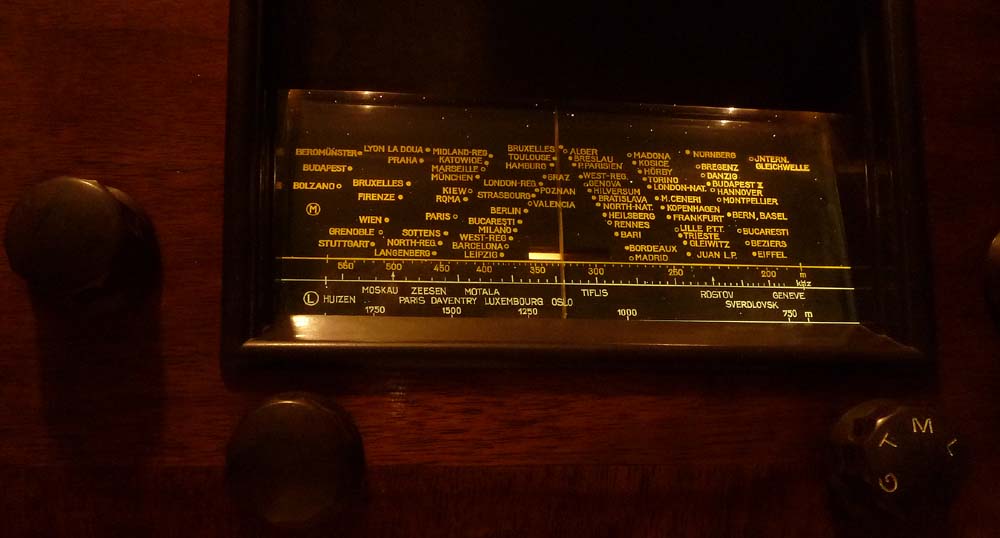 BEROMÜNSTER LYON LA DOUA MIDLAND-REG. BRUXELLES ALGER MADONA NÜRNBERG JNTERN. GLEICHWELLE
PRAHA KATOWICE TOULOUSE BRESLAU KOSICE
BUDAPEST MARSEILLE HAMBURG P.PARISIEN HÖRBY BREGENZ
MÜNCHEN GRAZ WEST-REG. TORINO DANZIG
BOLZANO BRUXELLES LONDON-REG. GENOVA LONDON-NAT. BUDAPEST II
KIEW POZNAN HILVERSUM HANNOVER
FIRENZE ROMA STRASBOURG BRATISLAVA M.CENERI MONTPELLIER
VALENCIA NORTH-NAT. KOPENHAGEN
M BERLIN HEILSBERG FRANKFURT BERN, BASEL
WIEN PARIS BUCAREȘTI RENNES LILLE P.T.T.
GRENOBLE SOTTENS MILANO BARI TRIESTE BUCARESTI
STUTTGART NORTH-REG. WEST-REG. GLEIWITZ BEZIERS
BARCELONA BORDEAUX
LANGENBERG LEIPZIG MADRID JUAN L.P. EIFFEL
550 500 450 400 350 300 250 200 m
kHz
MOSKAU ZEESEN MOTALA TIFLIS ROSTOV GENEVE
L HUIZEN PARIS DAVENTRY LUXEMBOURG OSLO SVERDLOVSK
1750 1500 1250 1000 750 m
G T M L